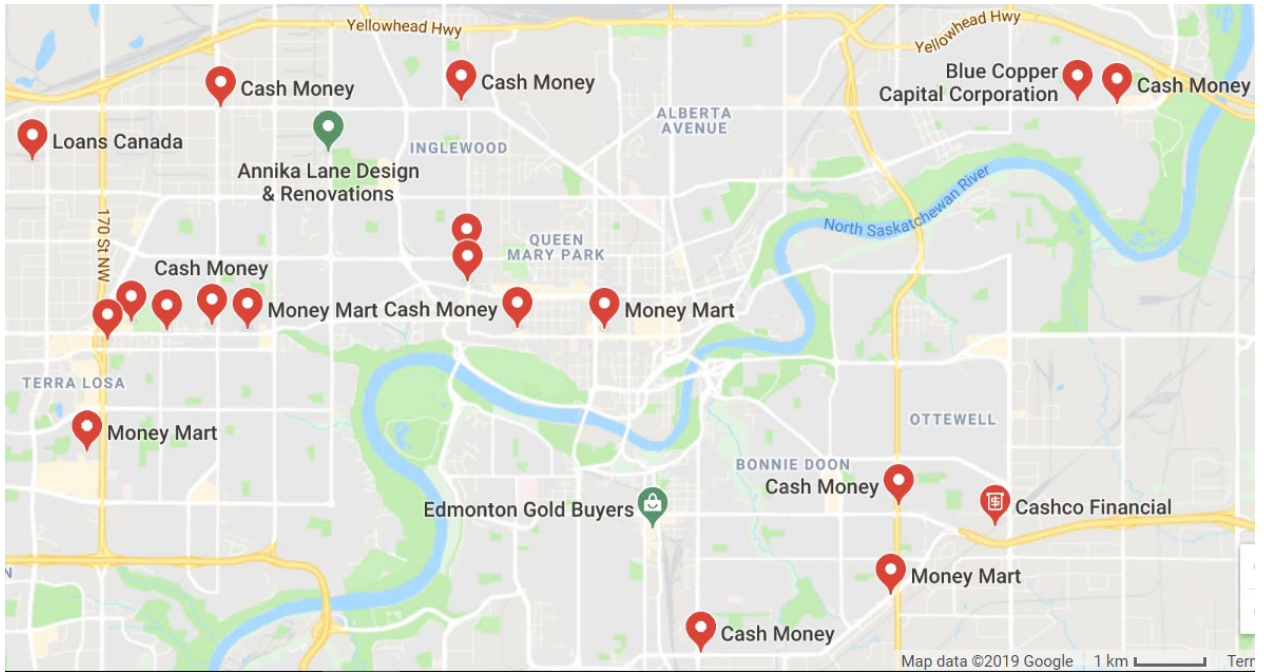 Yellowhead Hwy
Yellowhead Hwy
Blue Copper
Capital Corporation
Cash Money
Cash Money
Cash Money
ALBERTA
AVENUE
Loans Canada
INGLEWOOD
Annika Lane Design
& Renovations
170 St NW
North Saskatchewan River
QUEEN
MARY PARK
Cash Money
Money Mart
Cash Money
Money Mart
TERRA LOSA
Money Mart
OTTEWELL
BONNIE DOON
Cash Money
Edmonton Gold Buyers
Cashco Financial
Money Mart
Cash Money
Map data ©2019 Google
1 km